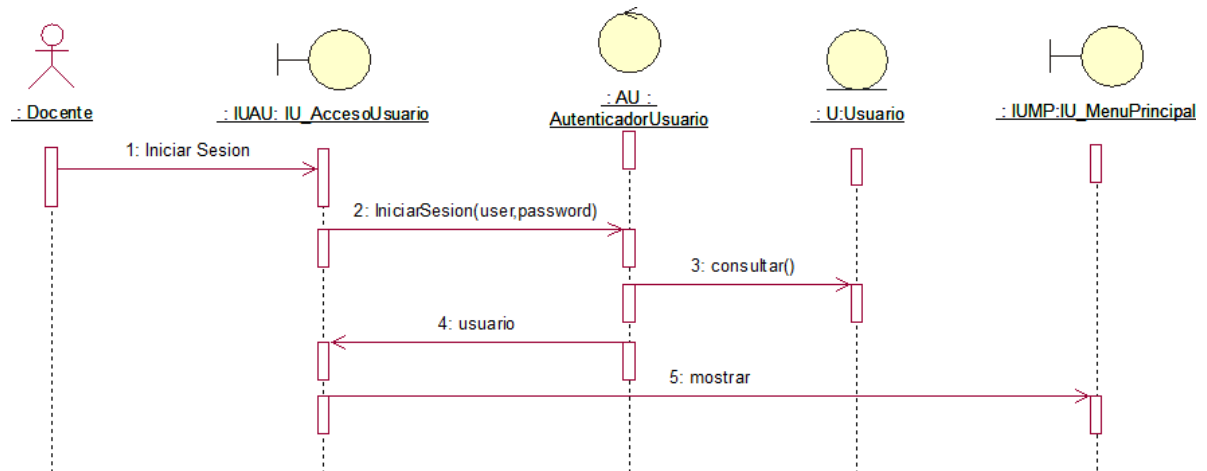 : Docente
: IUAU: IU_AccesoUsuario
: AU :
AutenticadorUsuario
: U:Usuario
: IUMP:IU_MenuPrincipal
1: Iniciar Sesion
2: IniciarSesion(user,password)
3: consultar()
4: usuario
5: mostrar